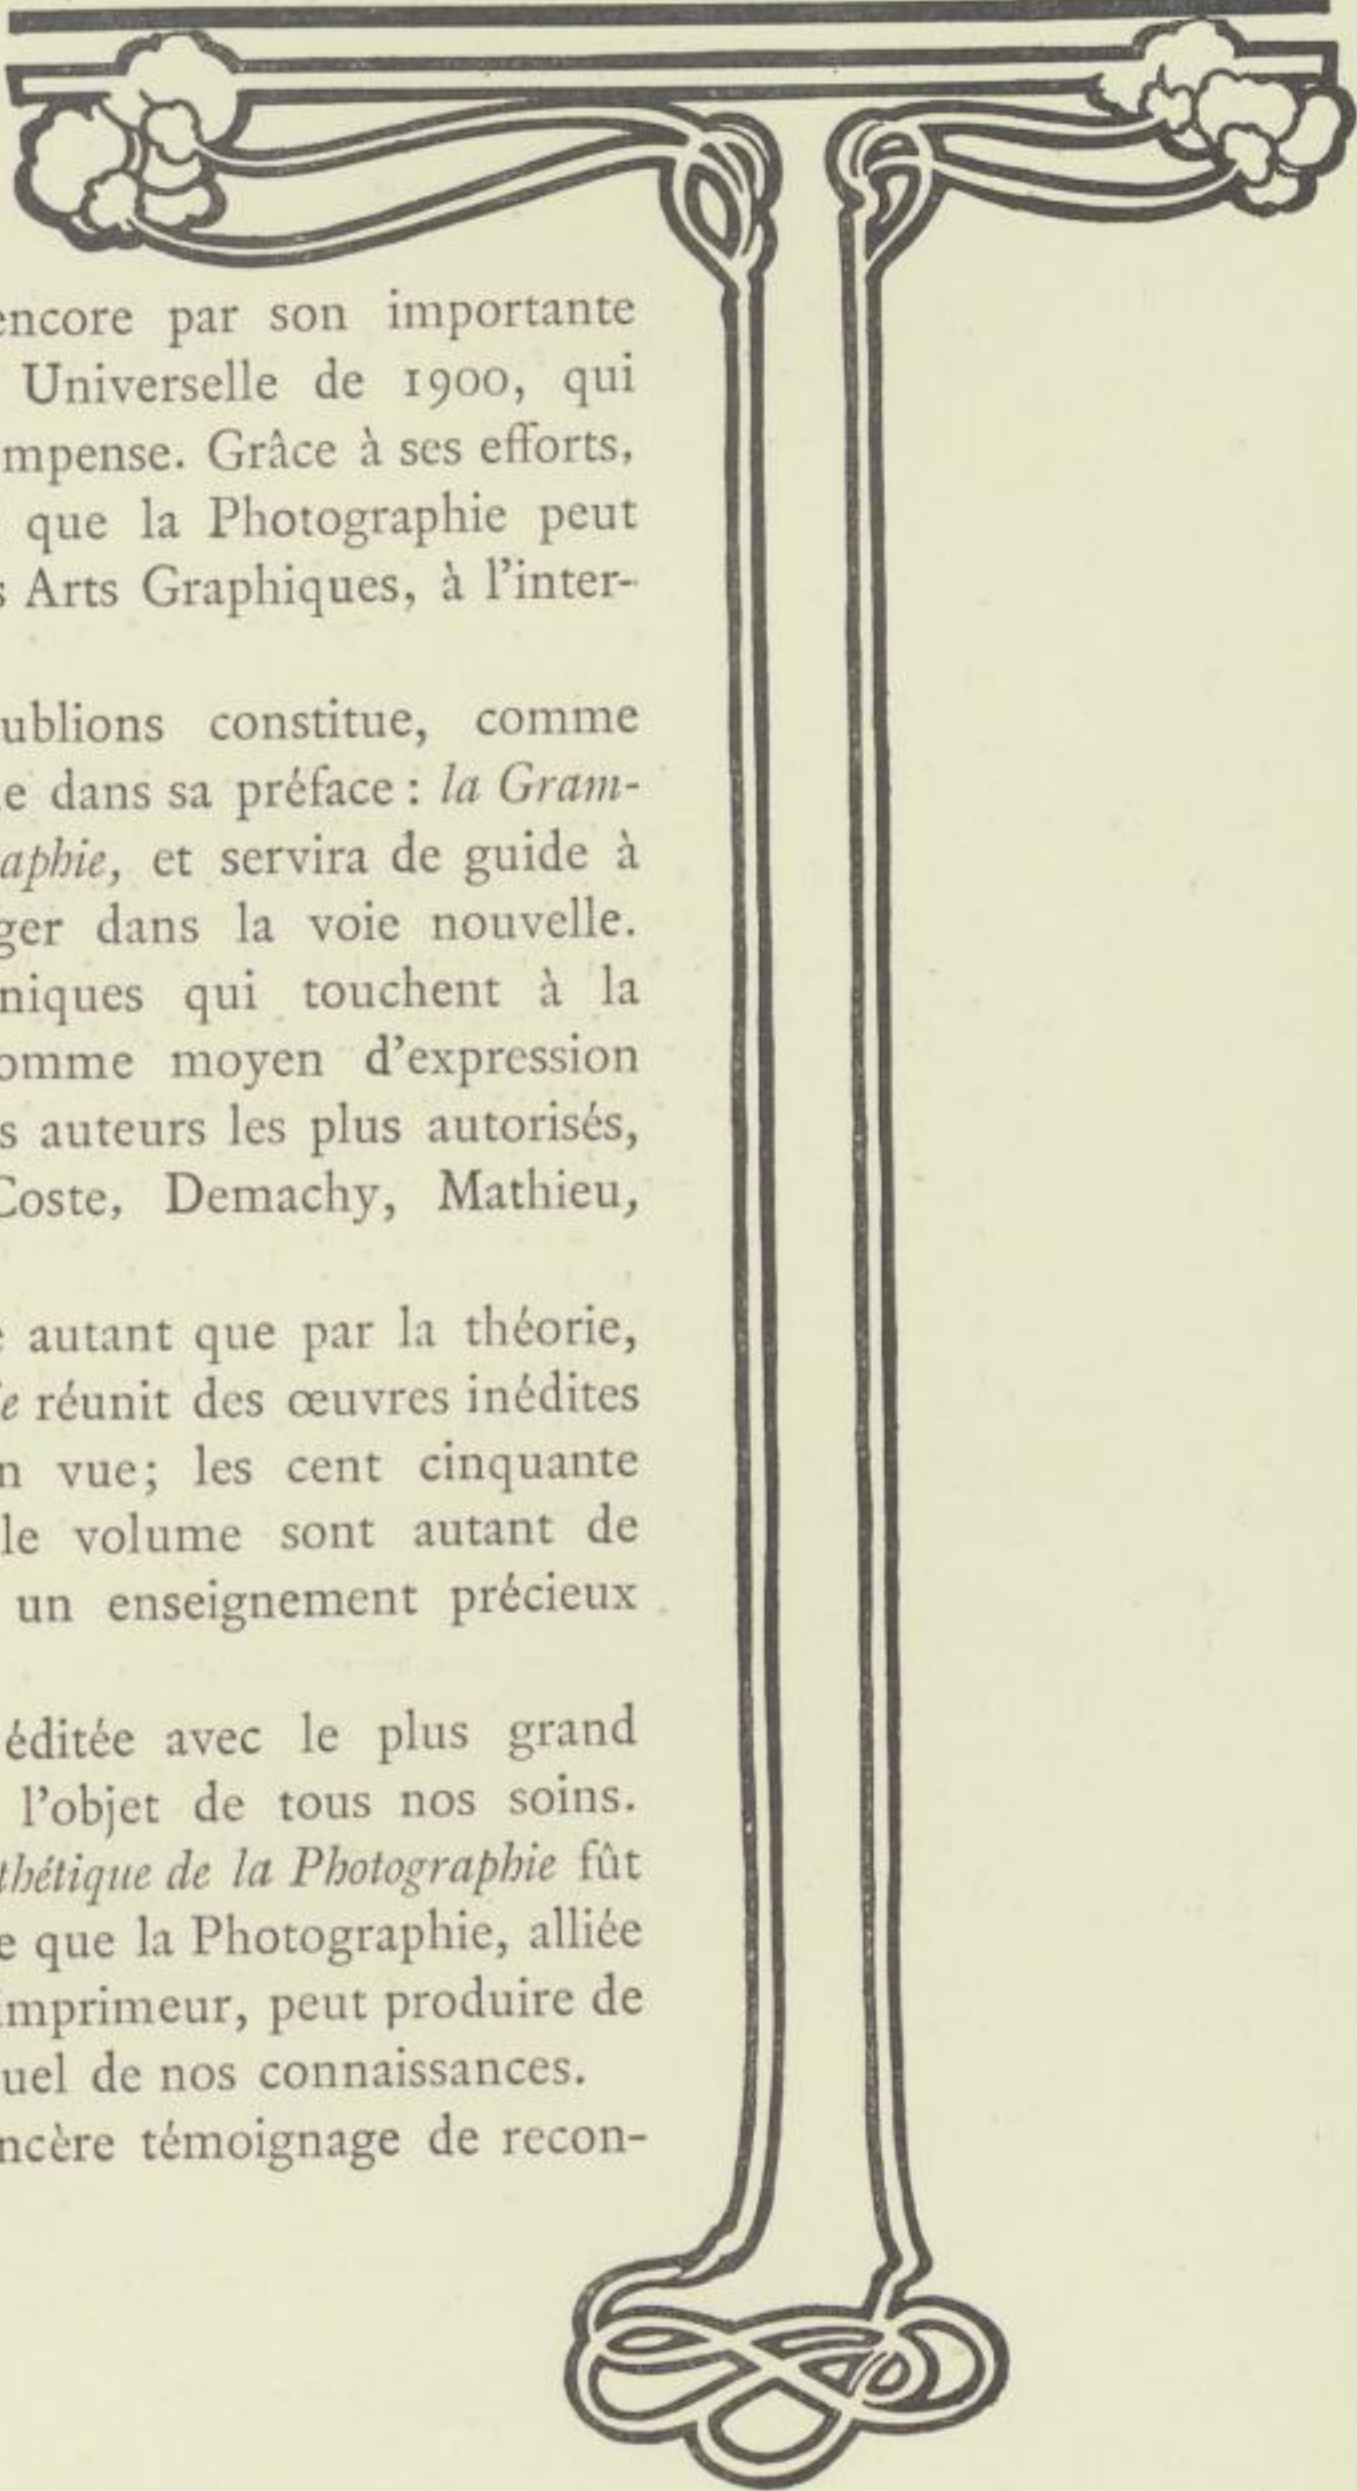 encore par son importante
Universelle de 1900, qui
mpense. Grâce à ses efforts,
que la Photographie peut
s Arts Graphiques, à l'inter-
ublions constitue, comme
e dans sa préface : la Gram-
aphie, et servira de guide à
ger dans la voie nouvelle.
niques qui touchent à la
omme moyen d'expression
s auteurs les plus autorisés,
Coste, Demachy, Mathieu,
e autant que par la théorie,
ie réunit des œuvres inédites
n vue; les cent cinquante
le volume sont autant de
un enseignement précieux
éditée avec le plus grand
l'objet de tous nos soins.
thétique de la Photographie fût
e que la Photographie, alliée
imprimeur, peut produire de
uel de nos connaissances.
ncère témoignage de recon-